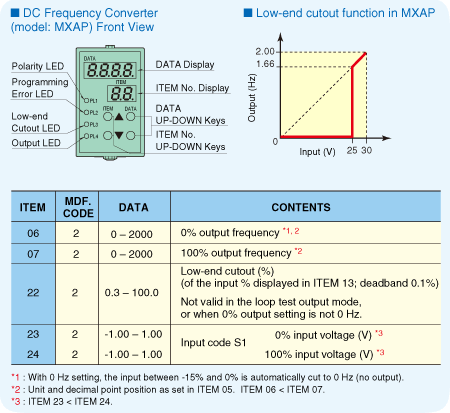 ■ DC Frequency Converter
(model: MXAP) Front View
DATA
8.8.8.8.
ITEM
8.8.
PL1
PL2
PL3
PL4
ITEM DATA
Polarity LED
Programming
Error LED
Low-end
Cutout LED
Output LED
DATA Display
ITEM No. Display
DATA
UP-DOWN Keys
ITEM No.
UP-DOWN Keys
■ Low-end cutout function in MXAP
Output (Hz)
2.00
1.66
0
25 30
Input (V)
ITEM MDF. CODE DATA CONTENTS
06 2 0 – 2000 0% output frequency *1, 2
07 2 0 – 2000 100% output frequency *2
22 2 0.3 – 100.0 Low-end cutout (%)
(of the input % displayed in ITEM 13; deadband 0.1%)
Not valid in the loop test output mode,
or when 0% output setting is not 0 Hz.
23 2 -1.00 – 1.00 Input code S1 0% input voltage (V) *3
24 2 -1.00 – 1.00 100% input voltage (V) *3
*1 : With 0 Hz setting, the input between -15% and 0% is automatically cut to 0 Hz (no output).
*2 : Unit and decimal point position as set in ITEM 05. ITEM 06 < ITEM 07.
*3 : ITEM 23 < ITEM 24.